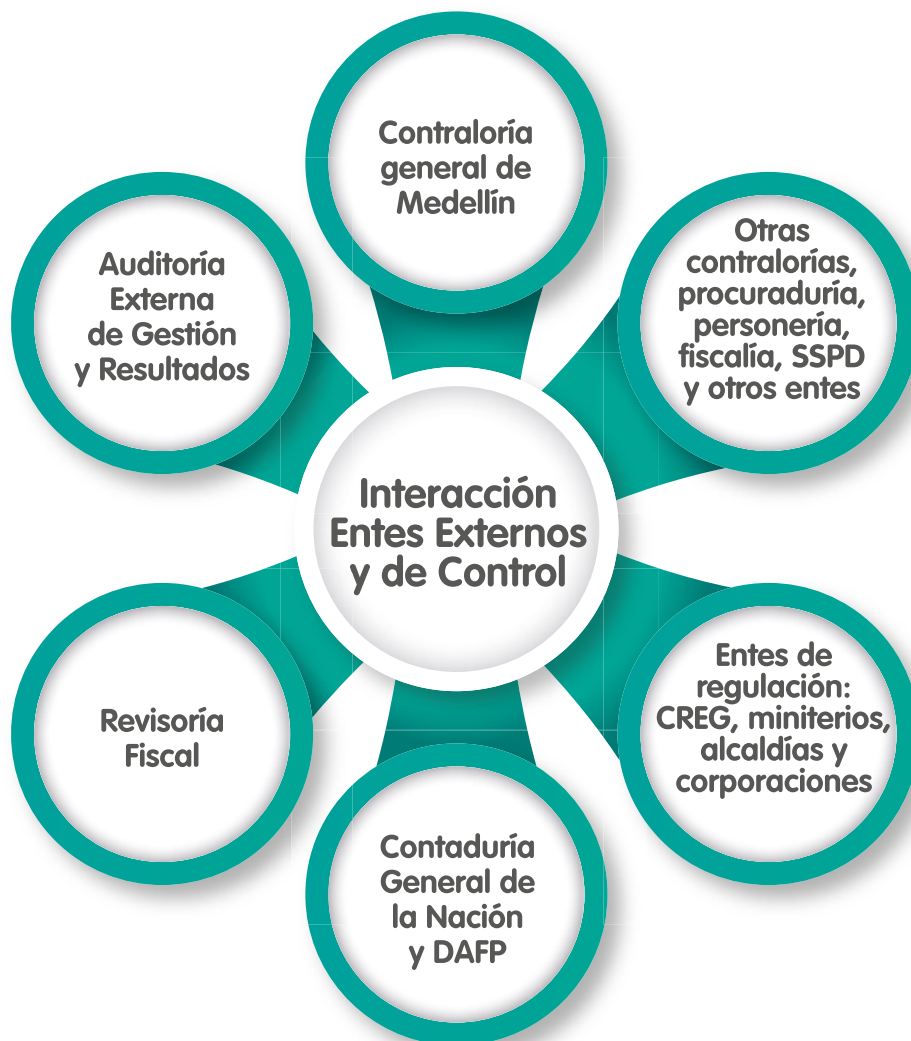 Contraloría
general de
Medellín
Auditoría
Externa
de Gestión
y Resultados
Otras
contralorías,
procuraduría,
personería,
fiscalía, SSPD
y otros entes
Interacción
Entes Externos
y de Control
Revisoría
Fiscal
Entes de
regulación:
CREG, miniterios,
alcaldías y
corporaciones
Contaduría
General de
la Nación
y DAFP